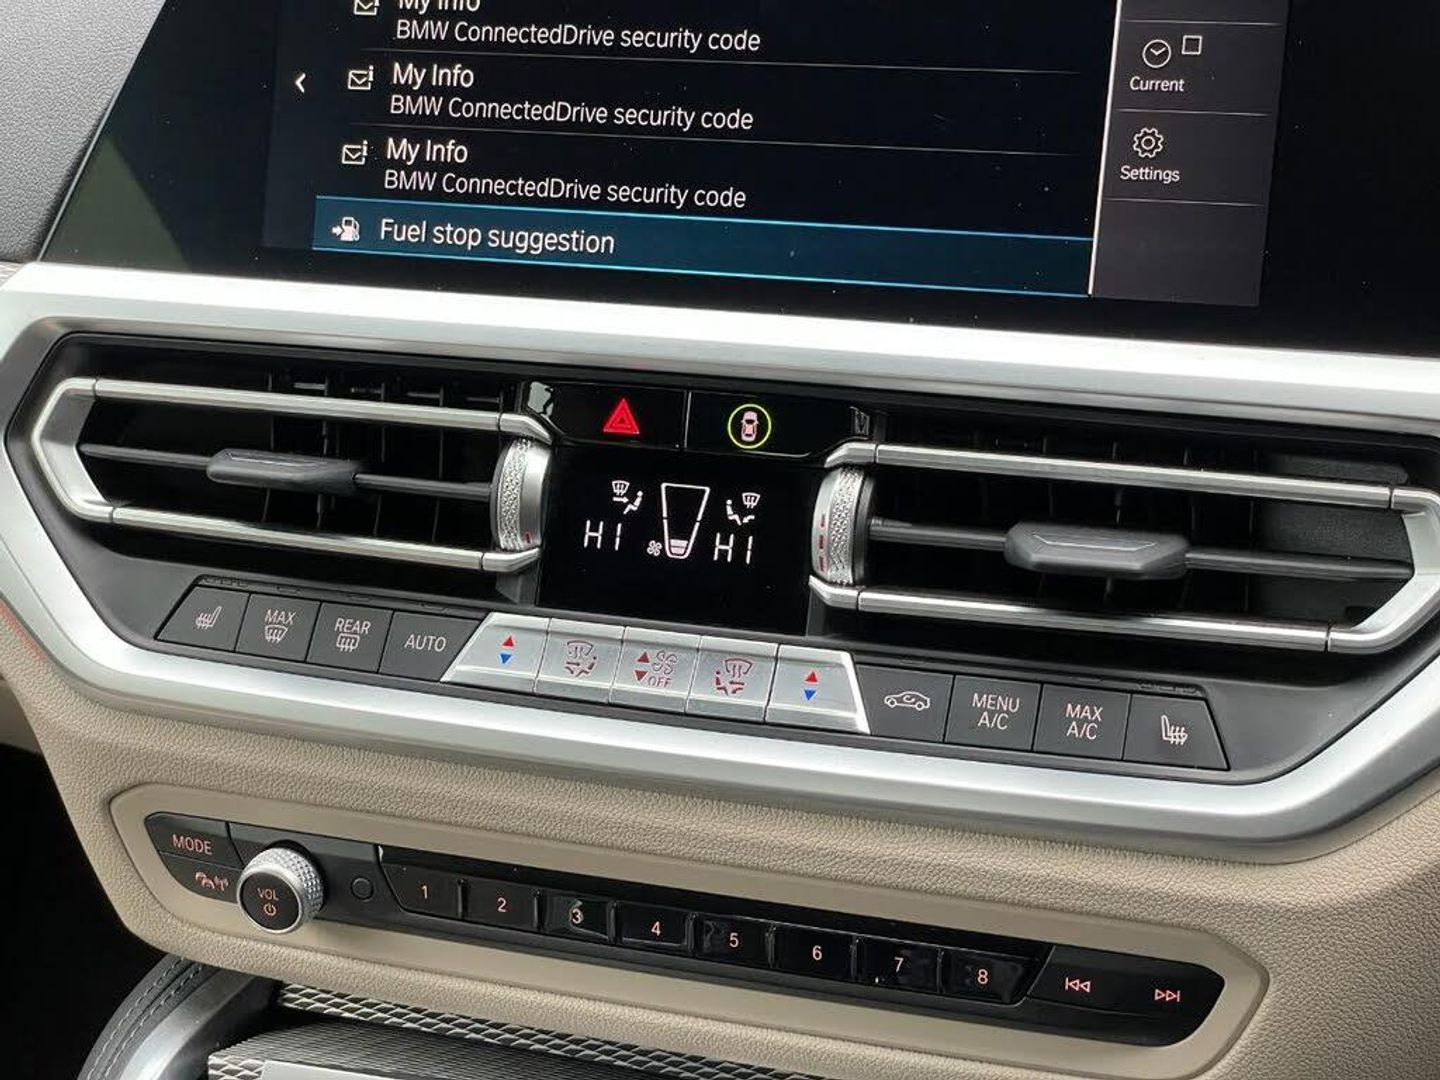 My Info
BMW ConnectedDrive security code
My Info
BMW ConnectedDrive security code
My Info
BMW ConnectedDrive security code
Fuel stop suggestion
Current
Settings
HI HI
MAX
REAR
AUTO
OFF
MENU
A/C
MAX
A/C
MODE
VOL
1 2 3 4 5 6 7 8